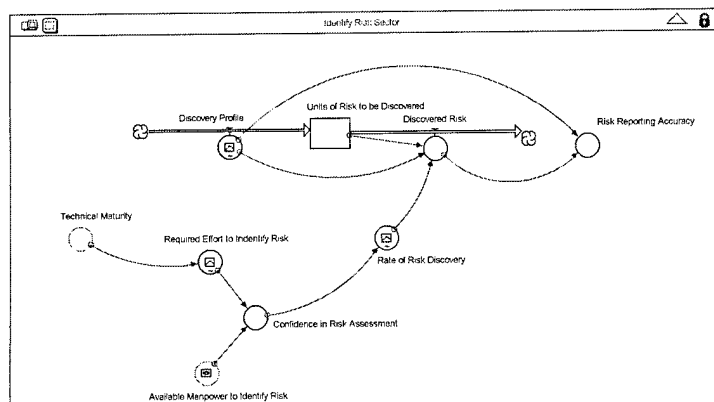 Identify Risk Sector
Units of Risk to be Discovered
Discovery Profile
Discovered Risk
Risk Reporting Accuracy
Technical Maturity
Required Effort to Indentify Risk
Rate of Risk Discovery
Confidence in Risk Assessment
Available Manpower to Identify Risk